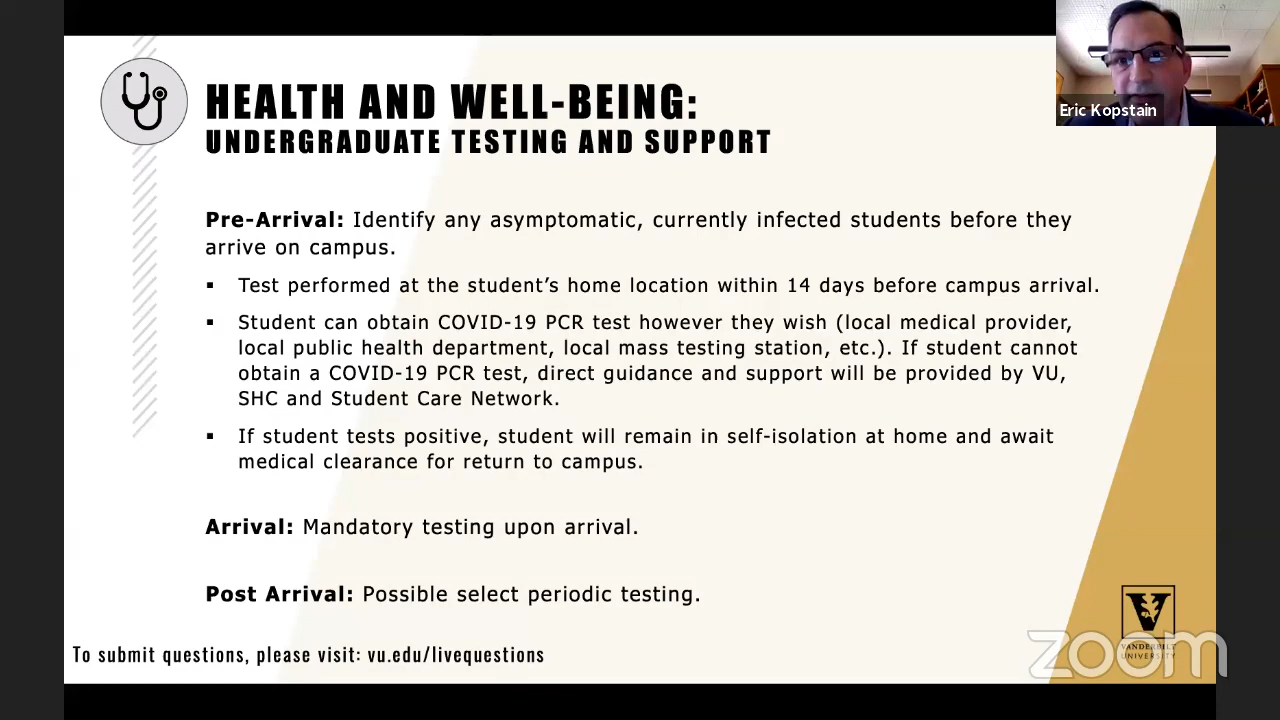 Eric Kopstain
HEALTH AND WELL-BEING:
UNDERGRADUATE TESTING AND SUPPORT
Pre-Arrival: Identify any asymptomatic, currently infected students before they
arrive on campus.
▪ Test performed at the student’s home location within 14 days before campus arrival.
▪ Student can obtain COVID-19 PCR test however they wish (local medical provider,
local public health department, local mass testing station, etc.). If student cannot
obtain a COVID-19 PCR test, direct guidance and support will be provided by VU,
SHC and Student Care Network.
▪ If student tests positive, student will remain in self-isolation at home and await
medical clearance for return to campus.
Arrival: Mandatory testing upon arrival.
Post Arrival: Possible select periodic testing.
To submit questions, please visit: vu.edu/livequestions
V
VANDERBILT
UNIVERSITY
zoom